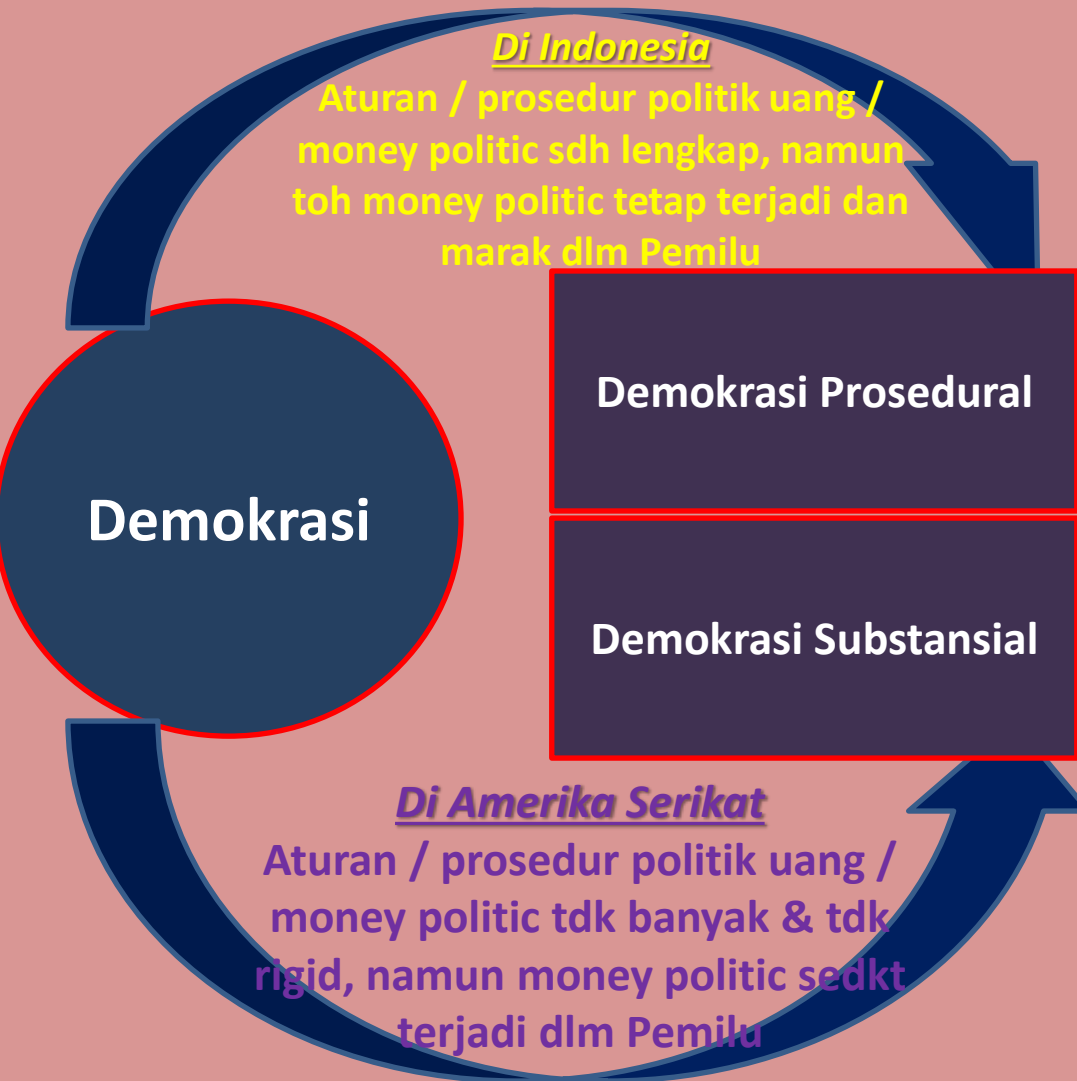 Di Indonesia
Aturan / prosedur politik uang /
money politic sdh lengkap, namun
toh money politic tetap terjadi dan
marak dlm Pemilu
Demokrasi Prosedural
Demokrasi
Demokrasi Substansial
Di Amerika Serikat
Aturan / prosedur politik uang /
money politic tdk banyak & tdk
rigid, namun money politic sedkt
terjadi dlm Pemilu